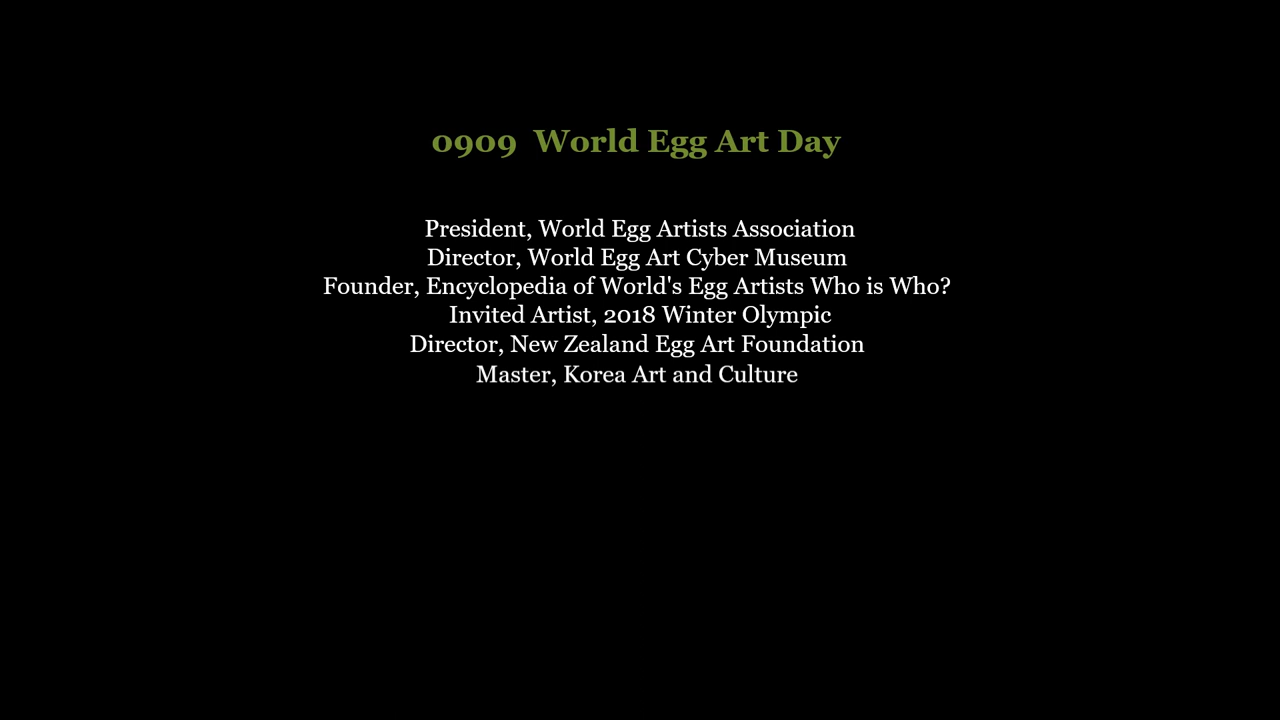 0909 World Egg Art Day
President, World Egg Artists Association
Director, World Egg Art Cyber Museum
Founder, Encyclopedia of World's Egg Artists Who is Who?
Invited Artist, 2018 Winter Olympic
Director, New Zealand Egg Art Foundation
Master, Korea Art and Culture